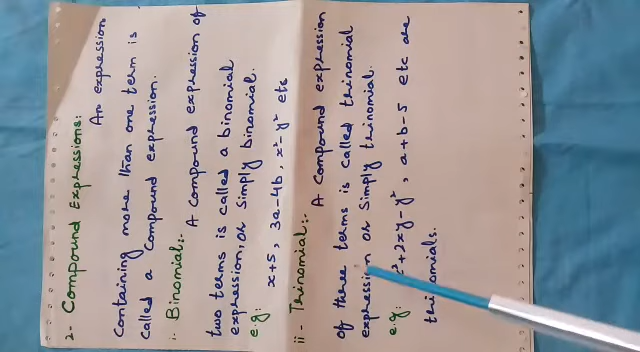 2- Compound Expressions:
An expression
Containing more than one term is
Called a Compound expression.
i. Binomial:.
A Compound expression of
two terms is called a binomial
expression, or Simply binomial.
e.g: x+5, 3a-4b, x²-y² etc
ii - Trinomial:.
A Compound expression
of three terms is called trinomial
expression or Simply trinomial.
e.g: +2xy-y², a+b-5 etc are
trinomials.